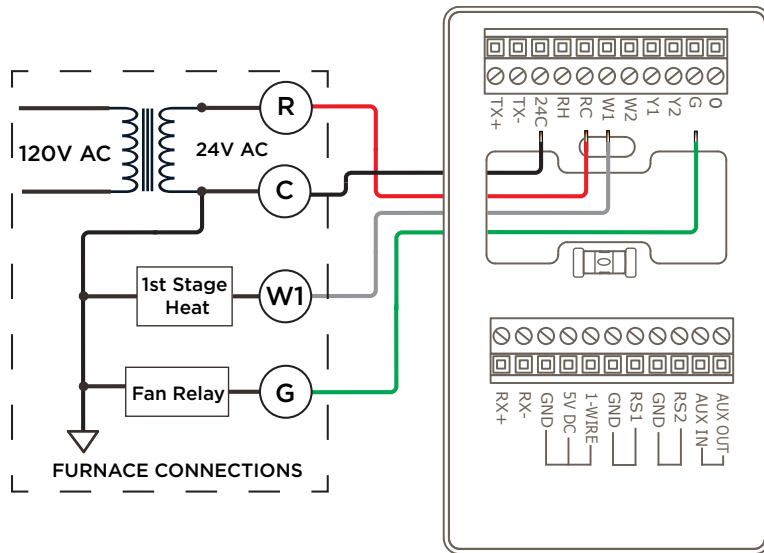 R
120V AC
24V AC
C
1st Stage
Heat
W1
Fan Relay
G
FURNACE CONNECTIONS
TX+
TX-
24C
RH
RC
W1
W2
Y1
Y2
G
O
RX+
RX-
GND
5V DC
1-WIRE
GND
RS1
GND
RS2
AUX IN
AUX OUT